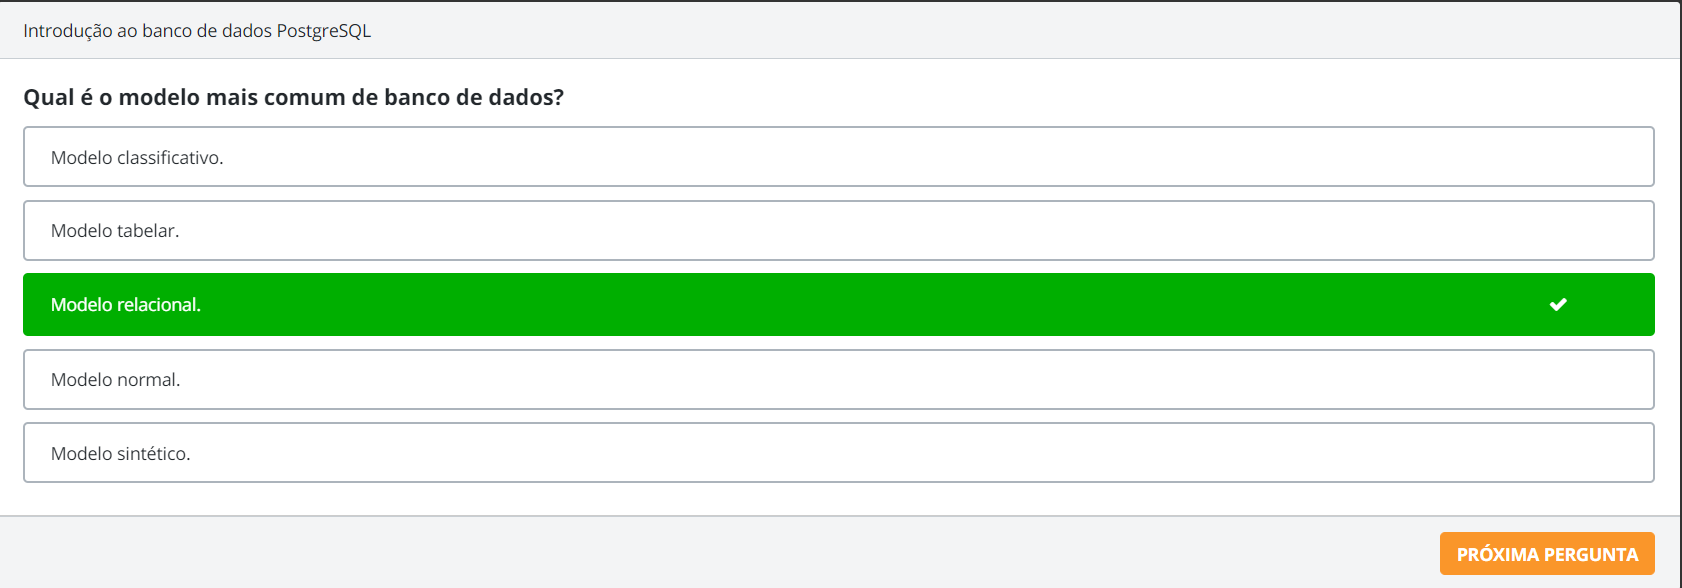 Introdução ao banco de dados PostgreSQL
Qual é o modelo mais comum de banco de dados?
Modelo classificativo.
Modelo tabelar.
Modelo relacional.
Modelo normal.
Modelo sintético.
PRÓXIMA PERGUNTA